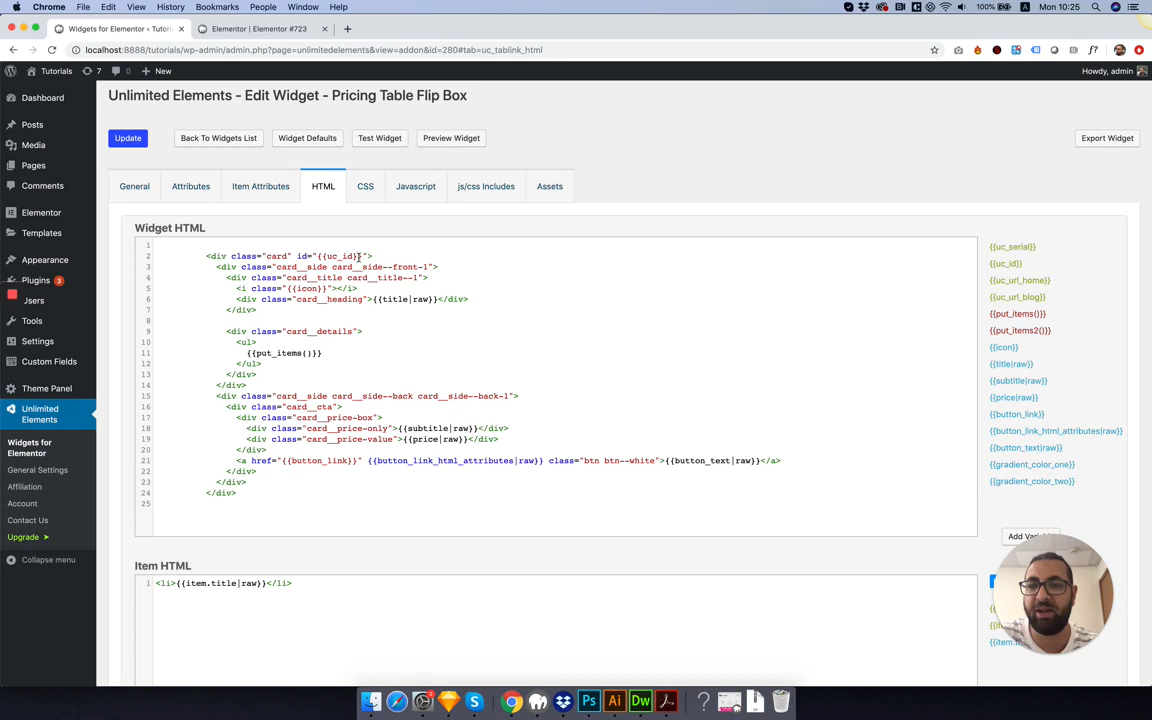 Chrome File Edit View History Bookmarks People Window Help
100% Mon 10:25
Widgets for Elementor ‹ Tutori × Elementor | Elementor #723 × +
localhost:8888/tutorials/wp-admin/admin.php?page=unlimitedelements&view=addon&id=280#tab=uc_tablink_html
Tutorials 7 0 + New Howdy, admin
Dashboard
Posts
Media
Pages
Comments
Elementor
Templates
Appearance
Plugins 3
Jsers
Tools
Settings
Custom Fields
Theme Panel
Unlimited
Elements
Widgets for
Elementor
General Settings
Affiliation
Account
Contact Us
Upgrade ➤
Collapse menu
Unlimited Elements - Edit Widget - Pricing Table Flip Box
Update Back To Widgets List Widget Defaults Test Widget Preview Widget Export Widget
General Attributes Item Attributes HTML CSS Javascript js/css Includes Assets
Widget HTML
1
2 <div class="card" id="{{uc_id}}">
3 <div class="card__side card__side--front-1">
4 <div class="card__title card__title--1">
5 <i class="{{icon}}"></i>
6 <div class="card__heading">{{title|raw}}</div>
7 </div>
8
9 <div class="card__details">
10 <ul>
11 {{put_items()}}
12 </ul>
13 </div>
14 </div>
15 <div class="card__side card__side--back card__side--back-1">
16 <div class="card__cta">
17 <div class="card__price-box">
18 <div class="card__price-only">{{subtitle|raw}}</div>
19 <div class="card__price-value">{{price|raw}}</div>
20 </div>
21 <a href="{{button_link}}" {{button_link_html_attributes|raw}} class="btn btn--white">{{button_text|raw}}</a>
22 </div>
23 </div>
24 </div>
25
{{uc_serial}}
{{uc_id}}
{{uc_url_home}}
{{uc_url_blog}}
{{put_items()}}
{{put_items2()}}
{{icon}}
{{title|raw}}
{{subtitle|raw}}
{{price|raw}}
{{button_link}}
{{button_link_html_attributes|raw}}
{{button_text|raw}}
{{gradient_color_one}}
{{gradient_color_two}}
Item HTML
1 <li>{{item.title|raw}}</li>